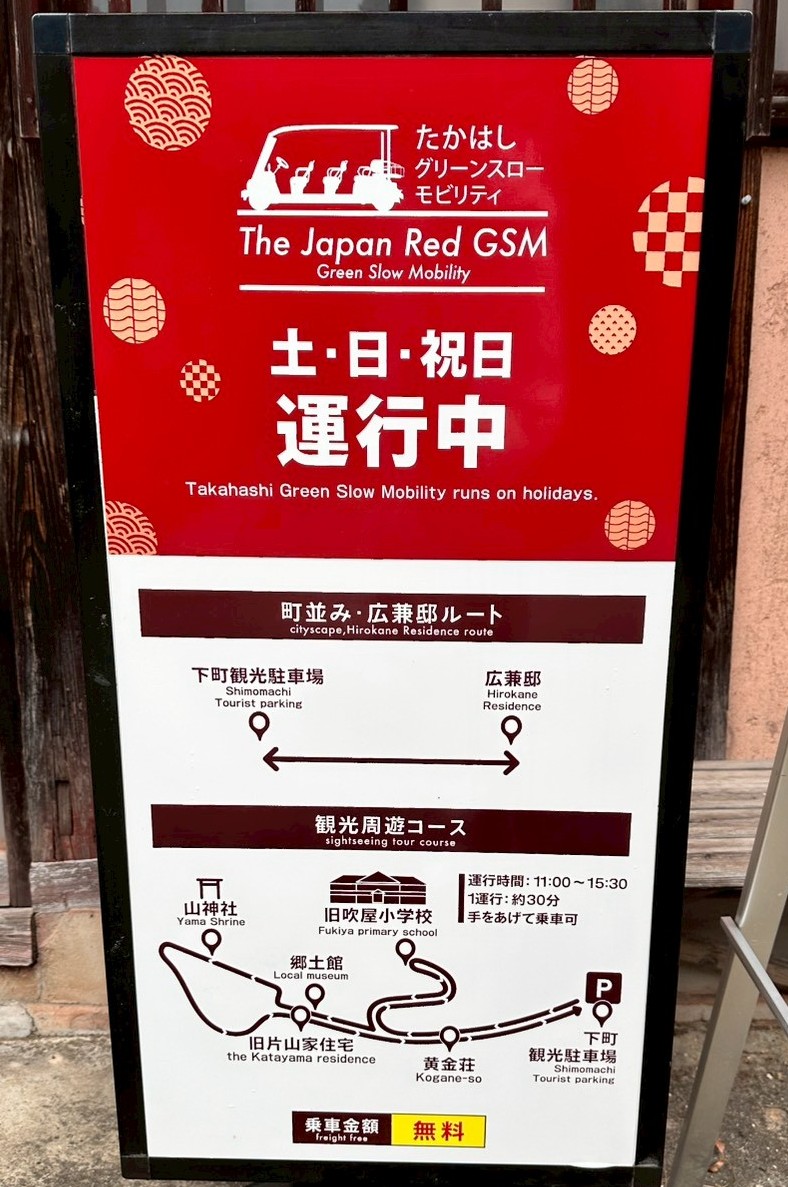 たかはし
グリーンスロー
モビリティ
The Japan Red GSM
Green Slow Mobility
土・日・祝日
運行中
Takahashi Green Slow Mobility runs on holidays.
町並み・広兼邸ルート
cityscape,Hirokane Residence route
下町観光駐車場
Shimomachi
Tourist parking
広兼邸
Hirokane
Residence
観光周遊コース
sightseeing tour course
運行時間：11:00～15:30
1運行：約30分
手をあげて乗車可
山神社
Yama Shrine
旧吹屋小学校
Fukiya primary school
郷土館
Local museum
旧片山家住宅
the Katayama residence
黄金荘
Kogane-so
P
下町
観光駐車場
Shimomachi
Tourist parking
乗車金額
freight free
無料